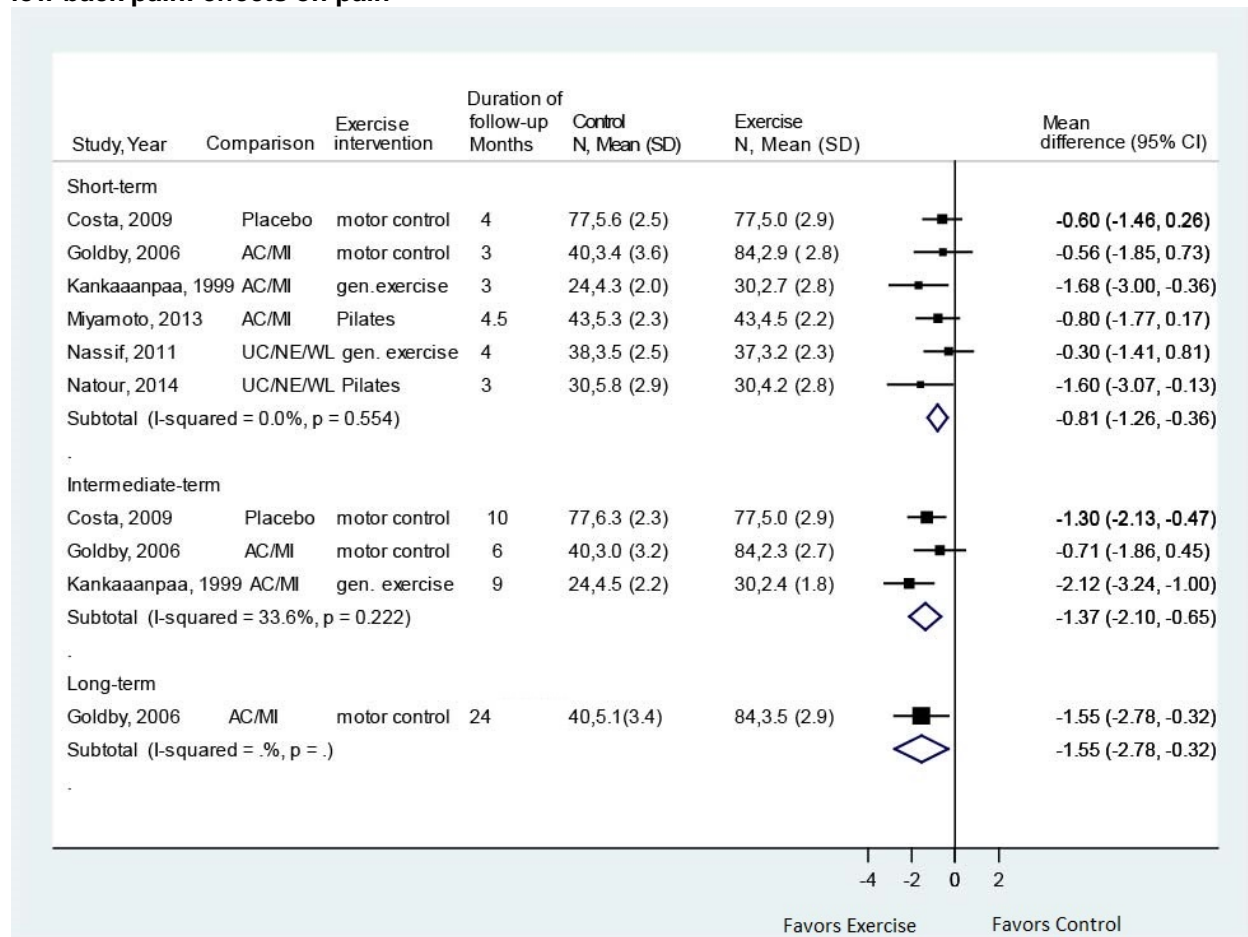 Study, Year Comparison Exercise intervention Duration of follow-up Months Control N, Mean (SD) Exercise N, Mean (SD) Mean difference (95% CI)
Short-term
Costa, 2009 Placebo motor control 4 77,5.6 (2.5) 77,5.0 (2.9) -0.60 (-1.46, 0.26)
Goldby, 2006 AC/MI motor control 3 40,3.4 (3.6) 84,2.9 ( 2.8) -0.56 (-1.85, 0.73)
Kankaaanpaa, 1999 AC/MI gen.exercise 3 24,4.3 (2.0) 30,2.7 (2.8) -1.68 (-3.00, -0.36)
Miyamoto, 2013 AC/MI Pilates 4.5 43,5.3 (2.3) 43,4.5 (2.2) -0.80 (-1.77, 0.17)
Nassif, 2011 UC/NE/WL gen. exercise 4 38,3.5 (2.5) 37,3.2 (2.3) -0.30 (-1.41, 0.81)
Natour, 2014 UC/NE/WL Pilates 3 30,5.8 (2.9) 30,4.2 (2.8) -1.60 (-3.07, -0.13)
Subtotal (I-squared = 0.0%, p = 0.554) -0.81 (-1.26, -0.36)
.
Intermediate-term
Costa, 2009 Placebo motor control 10 77,6.3 (2.3) 77,5.0 (2.9) -1.30 (-2.13, -0.47)
Goldby, 2006 AC/MI motor control 6 40,3.0 (3.2) 84,2.3 (2.7) -0.71 (-1.86, 0.45)
Kankaaanpaa, 1999 AC/MI gen. exercise 9 24,4.5 (2.2) 30,2.4 (1.8) -2.12 (-3.24, -1.00)
Subtotal (I-squared = 33.6%, p = 0.222) -1.37 (-2.10, -0.65)
.
Long-term
Goldby, 2006 AC/MI motor control 24 40,5.1(3.4) 84,3.5 (2.9) -1.55 (-2.78, -0.32)
Subtotal (I-squared = .%, p = .) -1.55 (-2.78, -0.32)
.
-4 -2 0 2
Favors Exercise Favors Control